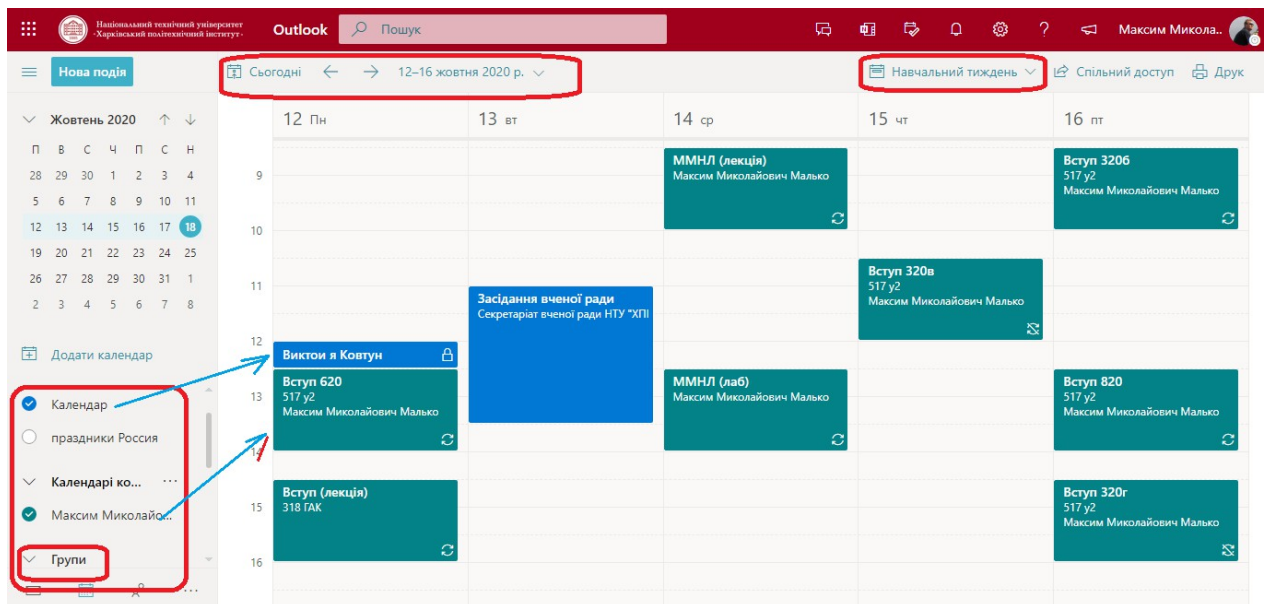 Національний технічний університет
«Харківський політехнічний інститут»
Outlook
Пошук
Максим Микола..
Нова подія
Сьогодні
12–16 жовтня 2020 р.
Навчальний тиждень
Спільний доступ
Друк
Жовтень 2020
П В С Ч П С Н
28 29 30 1 2 3 4
5 6 7 8 9 10 11
12 13 14 15 16 17 18
19 20 21 22 23 24 25
26 27 28 29 30 31 1
2 3 4 5 6 7 8
Додати календар
Календар
праздники Россия
Календарі ко...
Максим Миколайо...
Групи
12 Пн
13 вт
14 ср
15 чт
16 пт
9
10
11
12
13
14
15
16
Виктои я Ковтун
Вступ 620
517 у2
Максим Миколайович Малько
Вступ (лекція)
318 ГАК
Засідання вченої ради
Секретаріат вченої ради НТУ "ХПІ
ММНЛ (лекція)
Максим Миколайович Малько
ММНЛ (лаб)
Максим Миколайович Малько
Вступ 320в
517 у2
Максим Миколайович Малько
Вступ 320б
517 у2
Максим Миколайович Малько
Вступ 820
517 у2
Максим Миколайович Малько
Вступ 320г
517 у2
Максим Миколайович Малько